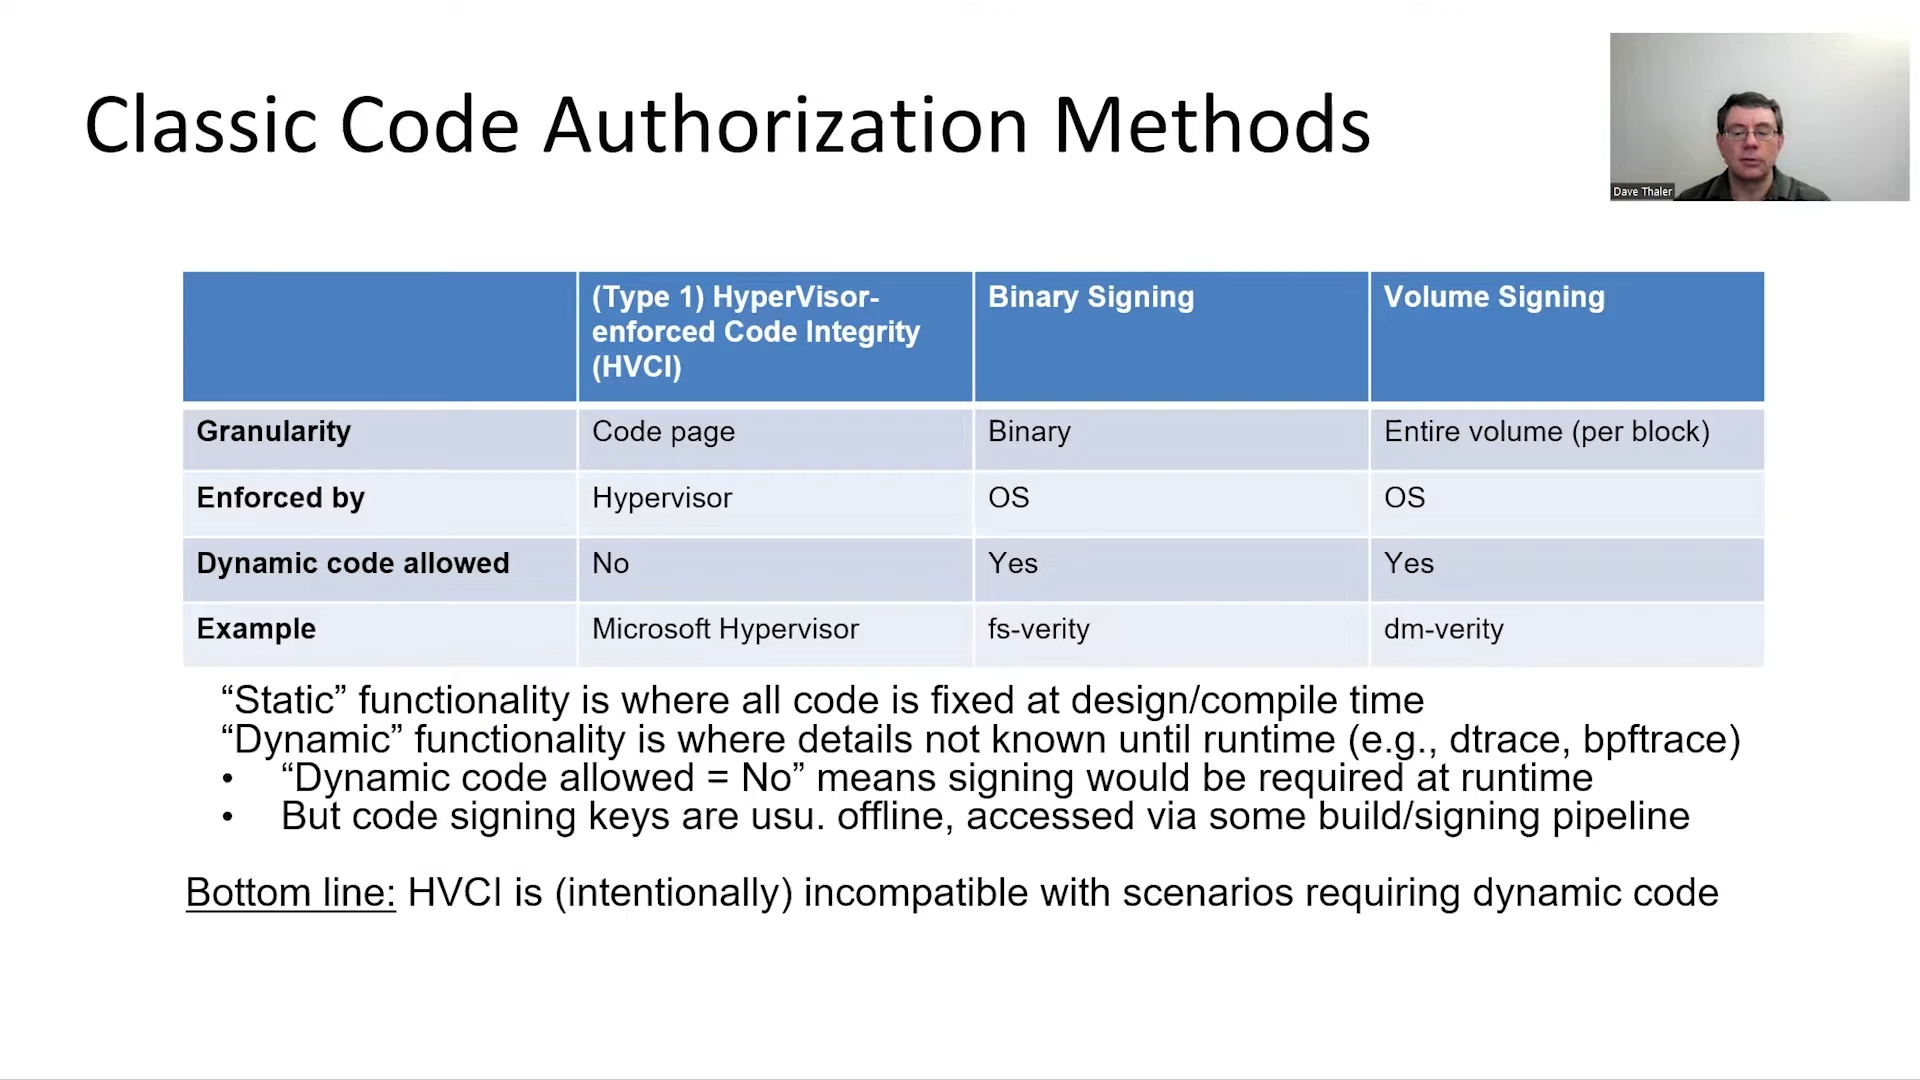 Classic Code Authorization Methods
Dave Thaler
(Type 1) HyperVisor-
enforced Code Integrity
(HVCI)
Binary Signing
Volume Signing
Granularity
Code page
Binary
Entire volume (per block)
Enforced by
Hypervisor
OS
OS
Dynamic code allowed
No
Yes
Yes
Example
Microsoft Hypervisor
fs-verity
dm-verity
“Static” functionality is where all code is fixed at design/compile time
“Dynamic” functionality is where details not known until runtime (e.g., dtrace, bpftrace)
• “Dynamic code allowed = No” means signing would be required at runtime
• But code signing keys are usu. offline, accessed via some build/signing pipeline
Bottom line: HVCI is (intentionally) incompatible with scenarios requiring dynamic code